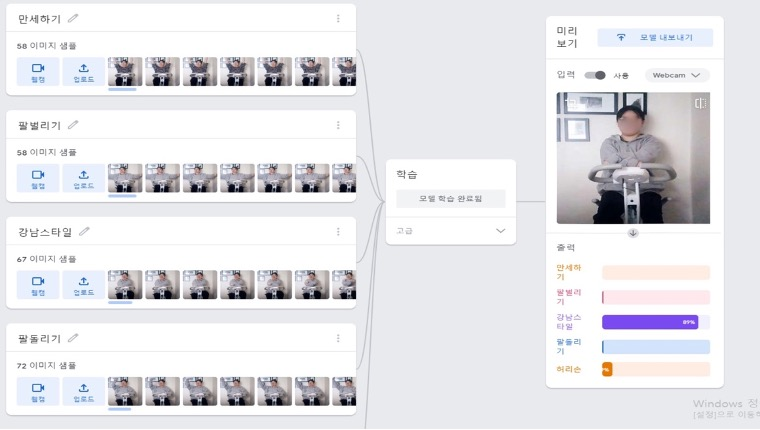 만세하기
58 이미지 샘플
웹캠
업로드
팔벌리기
58 이미지 샘플
웹캠
업로드
강남스타일
67 이미지 샘플
웹캠
업로드
팔돌리기
72 이미지 샘플
웹캠
업로드
학습
모델 학습 완료됨
고급
미리
보기
모델 내보내기
입력
사용
Webcam
출력
만세하
기
팔벌리
기
강남스
타일
89%
팔돌리
기
허리손
Windows 정
[설정]으로 이동하